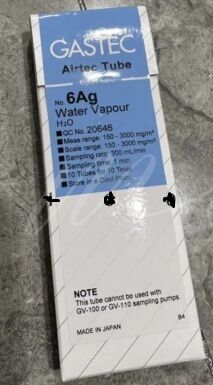 GASTEC
Airtec Tube
No. 6Ag
Water Vapour
H₂O
■ QC No. 20646
■ Meas range: 150 - 3000 mg/m³
■ Scale range: 150 - 3000 mg/m³
■ Sampling rate: 300 mL/min
■ Sampling time: 1 min
■ 10 Tubes for 10 Tests
■ Store in a Cool Place
NOTE
This tube cannot be used with
GV-100 or GV-110 sampling pumps.
MADE IN JAPAN
B4